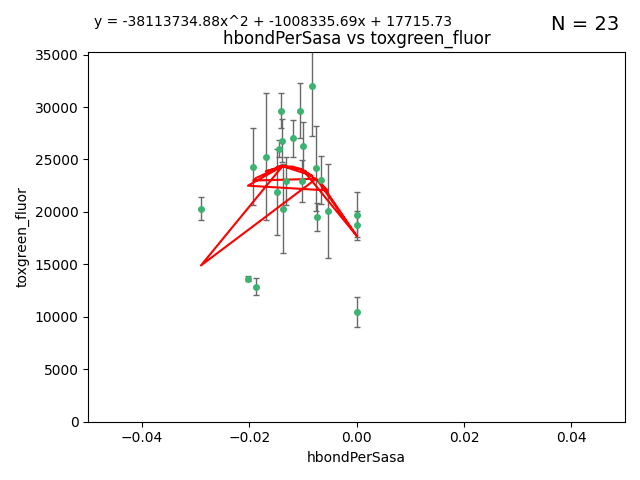 y = -38113734.88x^2 + -1008335.69x + 17715.73
N = 23
hbondPerSasa vs toxgreen_fluor
35000
30000
25000
20000
15000
10000
5000
0
toxgreen_fluor
−0.04
−0.02
0.00
0.02
0.04
hbondPerSasa